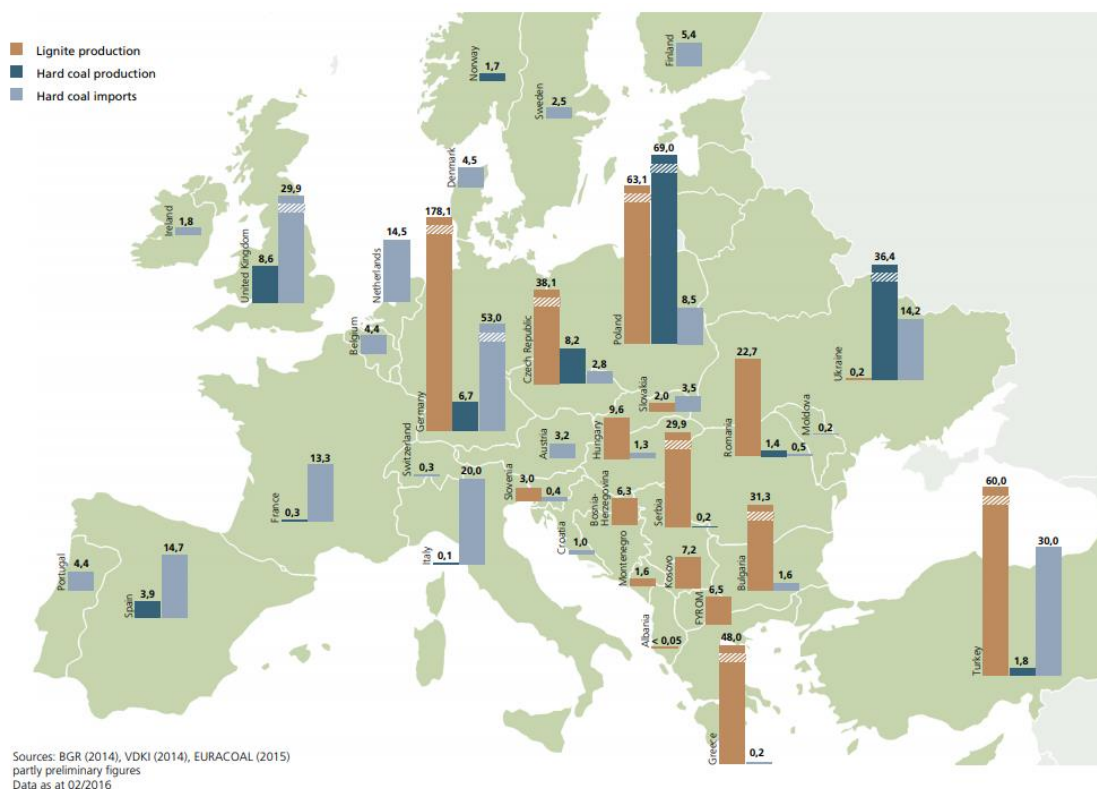 Lignite production
Hard coal production
Hard coal imports
Norway
1,7
Sweden
2,5
Finland
5,4
Denmark
4,5
Ireland
1,8
United Kingdom
8,6
29,9
Netherlands
14,5
Belgium
4,4
Germany
178,1
6,7
53,0
Czech Republic
38,1
8,2
2,8
Poland
63,1
69,0
8,5
Ukraine
0,2
36,4
14,2
Slovakia
2,0
3,5
Romania
22,7
1,4
0,5
Moldova
0,2
Hungary
9,6
1,3
Austria
3,2
Switzerland
0,3
France
0,3
13,3
Italy
0,1
20,0
Slovenia
3,0
0,4
Croatia
1,0
Bosnia-
Herzegovina
6,3
Serbia
29,9
0,2
Montenegro
1,6
Kosovo
7,2
Bulgaria
31,3
1,6
FYROM
6,5
Albania
< 0,05
Greece
48,0
0,2
Turkey
60,0
1,8
30,0
Portugal
4,4
Spain
3,9
14,7
Sources: BGR (2014), VDKI (2014), EURACOAL (2015)
partly preliminary figures
Data as at 02/2016